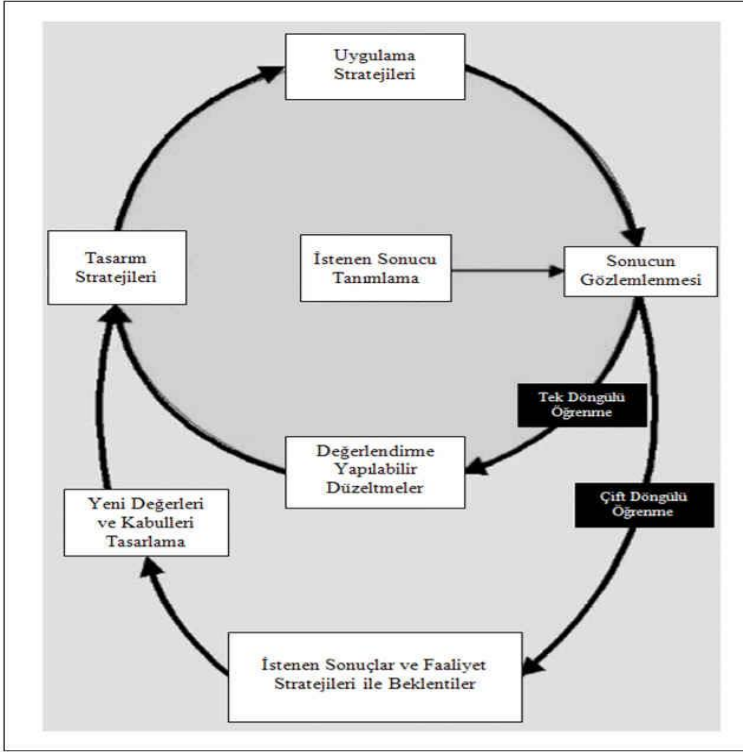 Uygulama
Stratejileri
Tasarım
Stratejileri
İstenen Sonucu
Tanımlama
Sonucun
Gözlemlenmesi
Tek Döngülü
Öğrenme
Değerlendirme
Yapılabilir
Düzeltmeler
Çift Döngülü
Öğrenme
Yeni Değerleri
ve Kabulleri
Tasarlama
İstenen Sonuçlar ve Faaliyet
Stratejileri ile Beklentiler